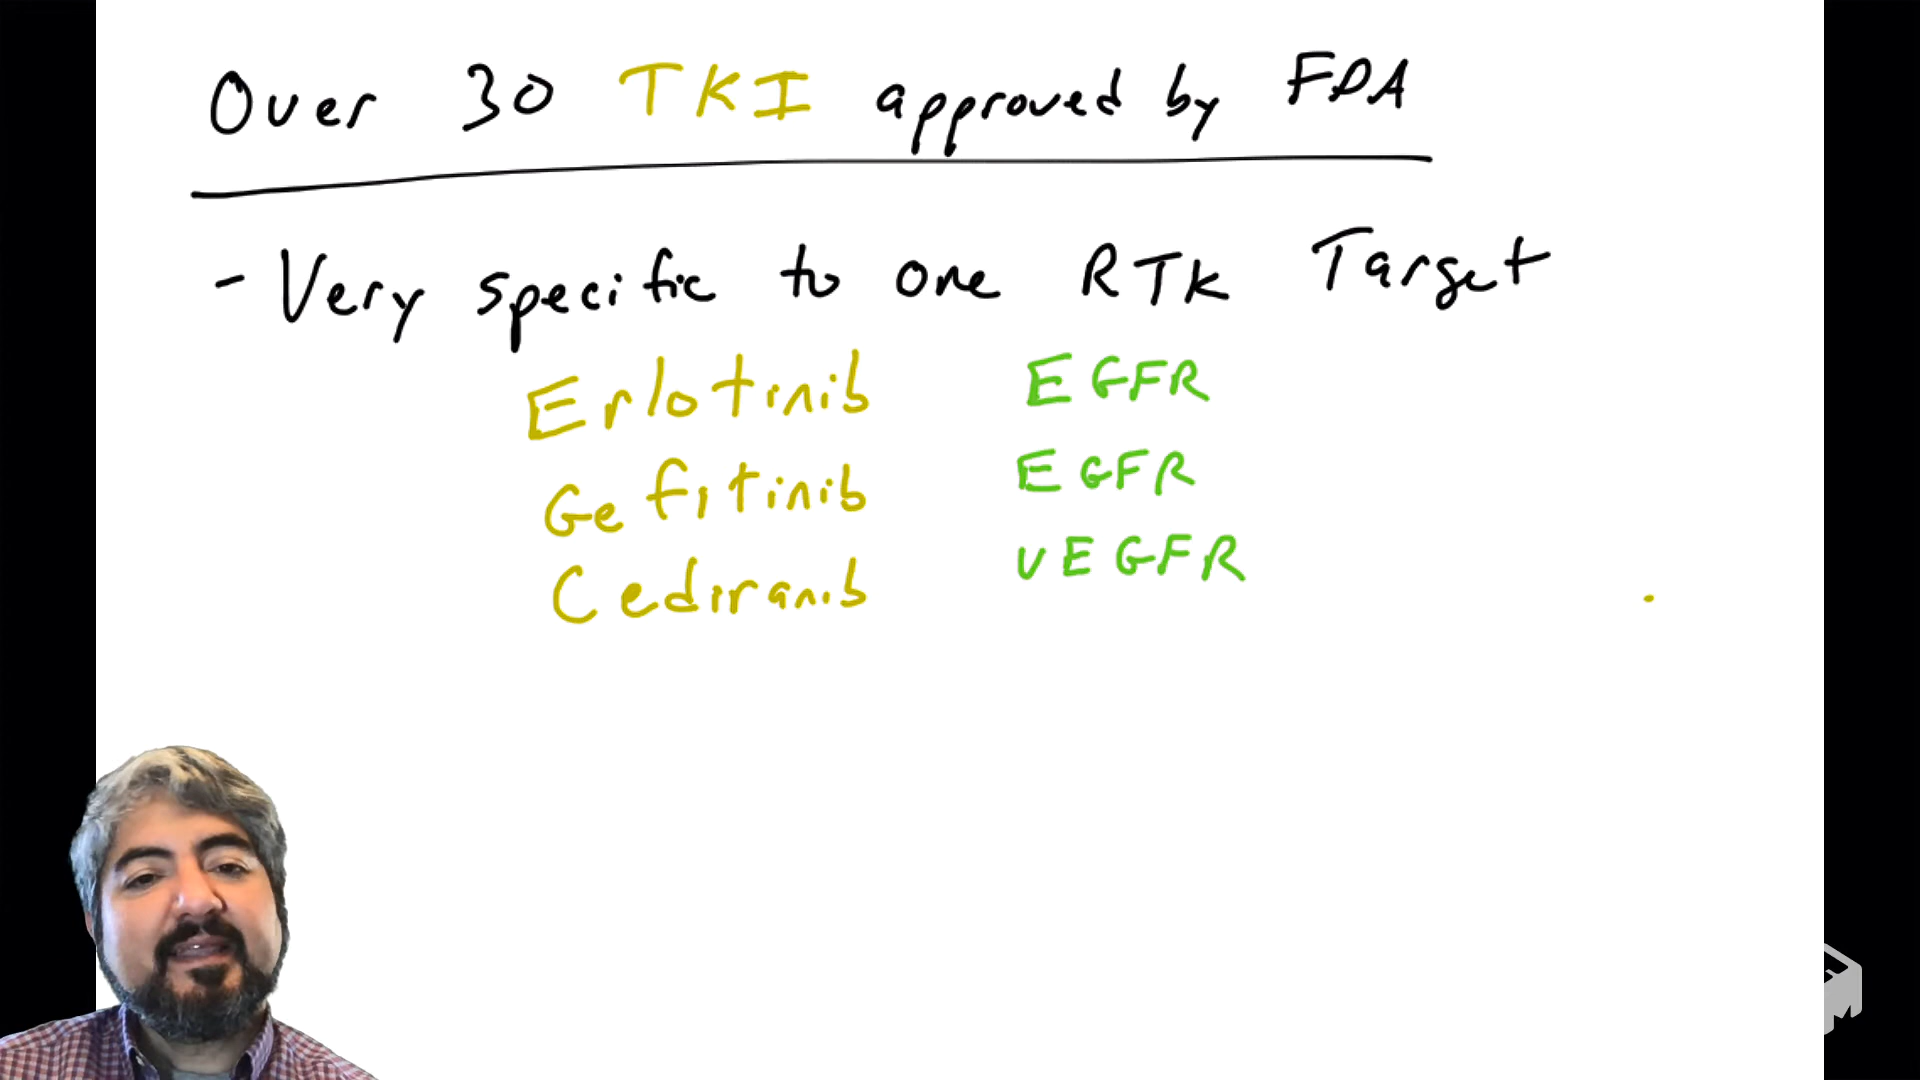 Over 30 TKI approved by FDA
- Very specific to one RTK Target
Erlotinib EGFR
Gefitinib EGFR
Cediranib VEGFR